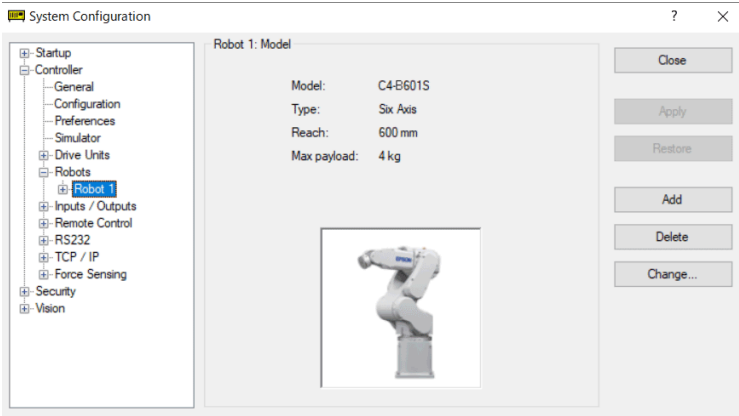 System Configuration
Startup
Controller
General
Configuration
Preferences
Simulator
Drive Units
Robots
Robot 1
Inputs / Outputs
Remote Control
RS232
TCP / IP
Force Sensing
Security
Vision
Robot 1: Model
Model: C4-B601S
Type: Six Axis
Reach: 600 mm
Max payload: 4 kg
EPSON
Close
Apply
Restore
Add
Delete
Change...